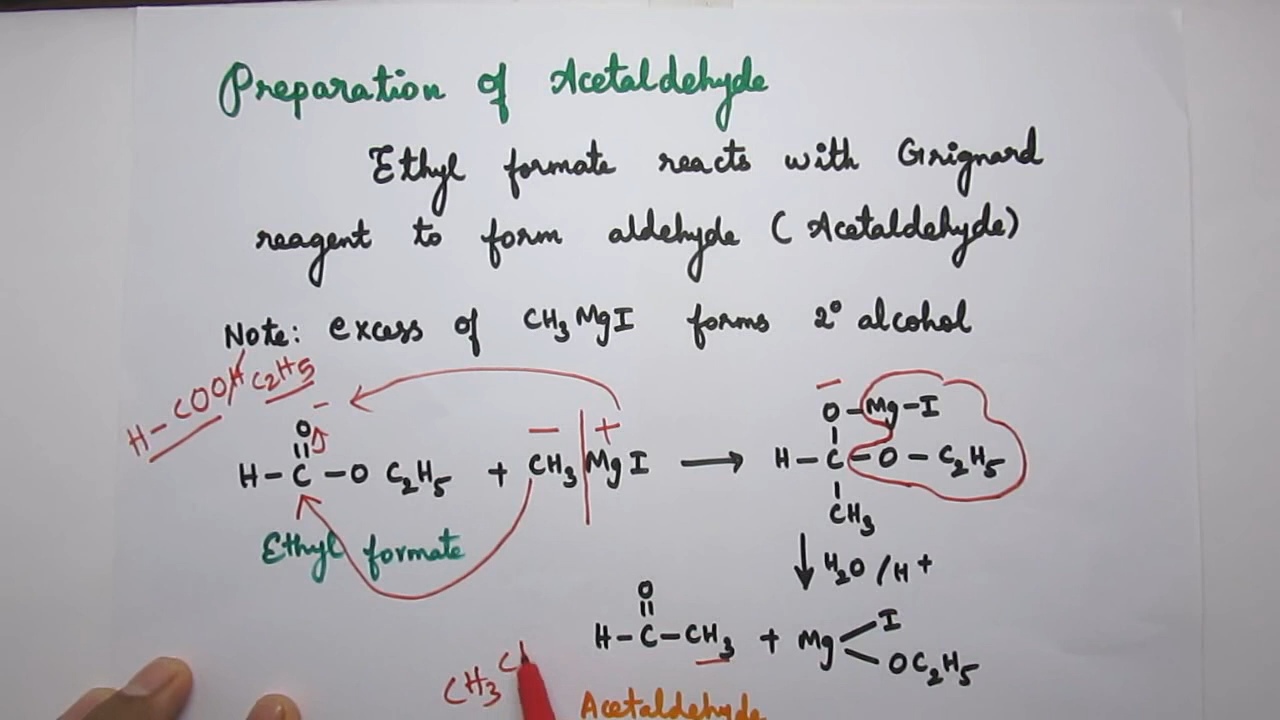 Preparation of Acetaldehyde
Ethyl formate reacts with Grignard
reagent to form aldehyde (Acetaldehyde)
Note: excess of CH₃MgI forms 2° alcohol
H-COOH C₂H₅
O⁻ O-Mg-I
H-C-O C₂H₅ + CH₃⁻ Mg⁺I → H-C-O-C₂H₅
CH₃
Ethyl formate
↓ H₂O/H⁺
O
H-C-CH₃ + Mg I
OC₂H₅
CH₃ C
Acetaldehyde